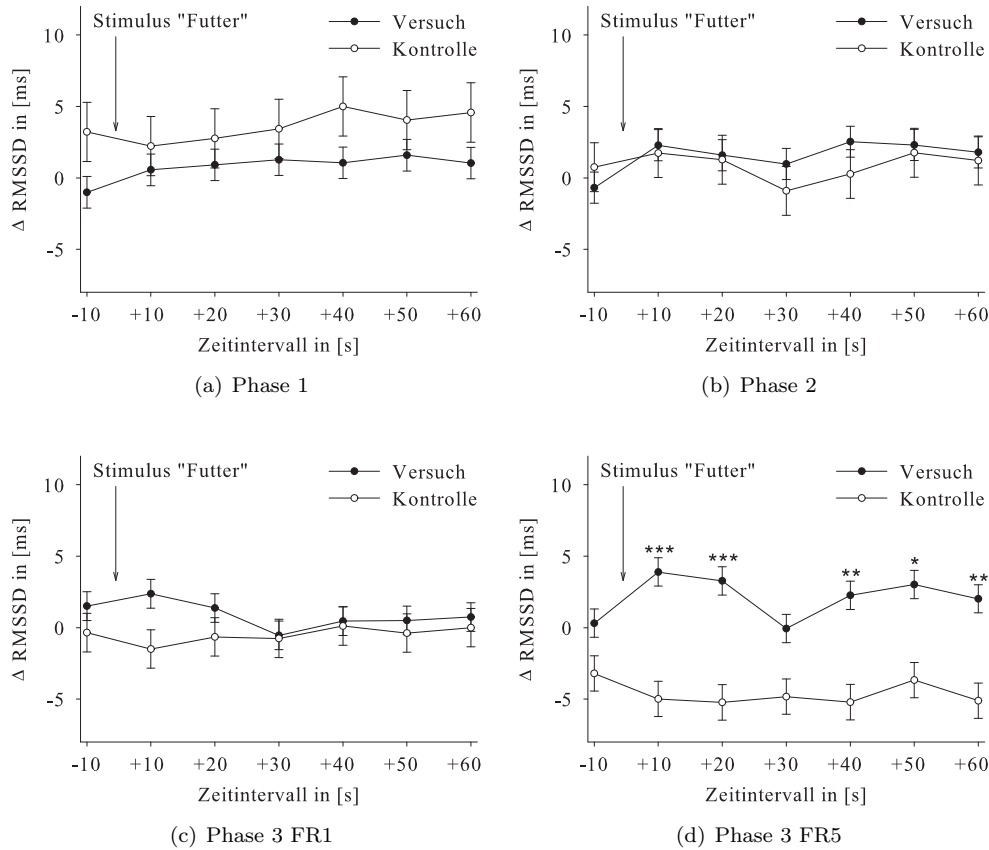 Stimulus "Futter"
Versuch
Kontrolle
10
5
0
-5
Δ RMSSD in [ms]
-10 +10 +20 +30 +40 +50 +60
Zeitintervall in [s]
(a) Phase 1
Stimulus "Futter"
Versuch
Kontrolle
10
5
0
-5
Δ RMSSD in [ms]
-10 +10 +20 +30 +40 +50 +60
Zeitintervall in [s]
(b) Phase 2
Stimulus "Futter"
Versuch
Kontrolle
10
5
0
-5
Δ RMSSD in [ms]
-10 +10 +20 +30 +40 +50 +60
Zeitintervall in [s]
(c) Phase 3 FR1
Stimulus "Futter"
Versuch
Kontrolle
10
5
0
-5
Δ RMSSD in [ms]
*** *** ** * **
-10 +10 +20 +30 +40 +50 +60
Zeitintervall in [s]
(d) Phase 3 FR5